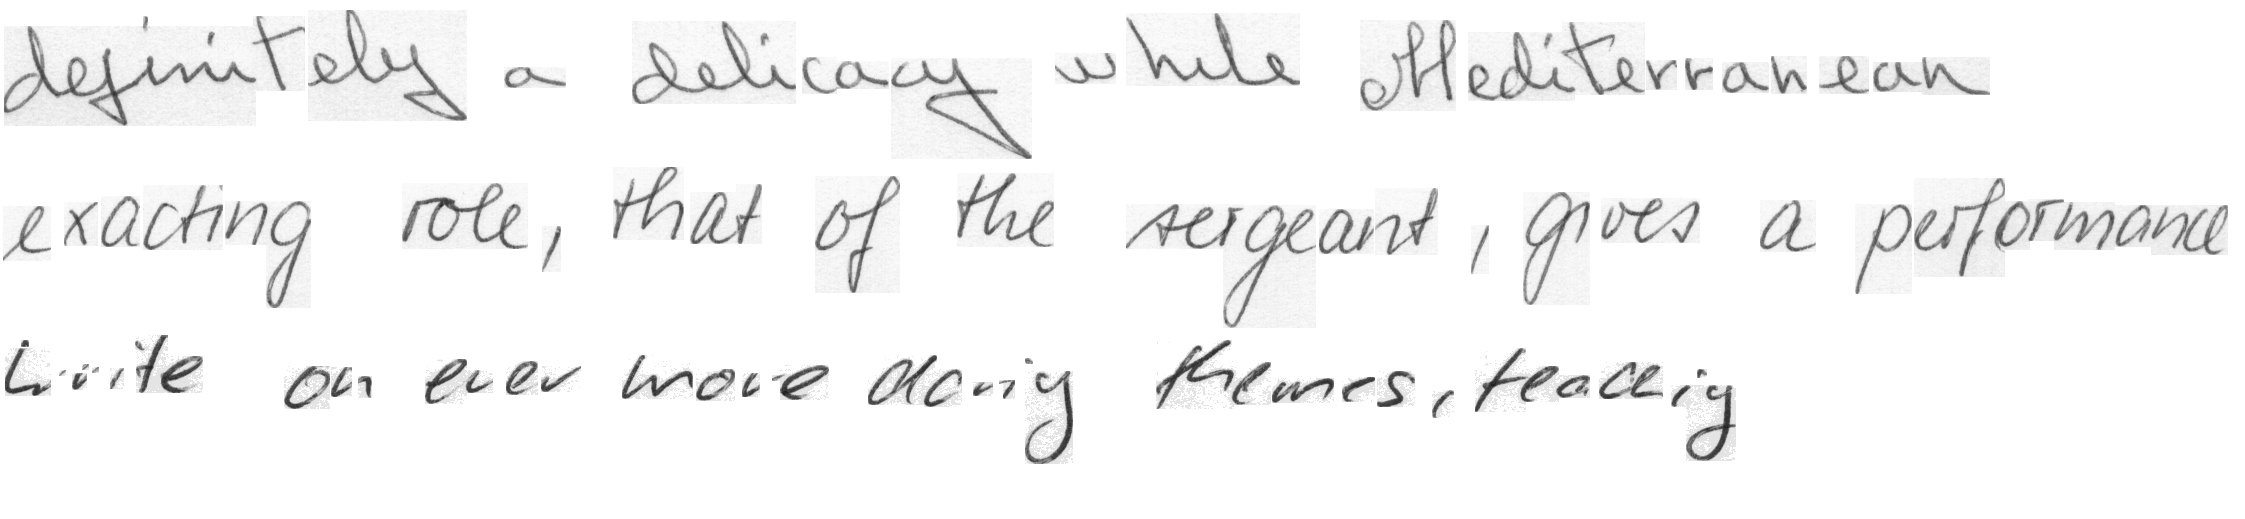 definitely a delicacy while Mediterranean
exacting role, that of the sergeant, gives a performance
write on ever more daring themes, teaching